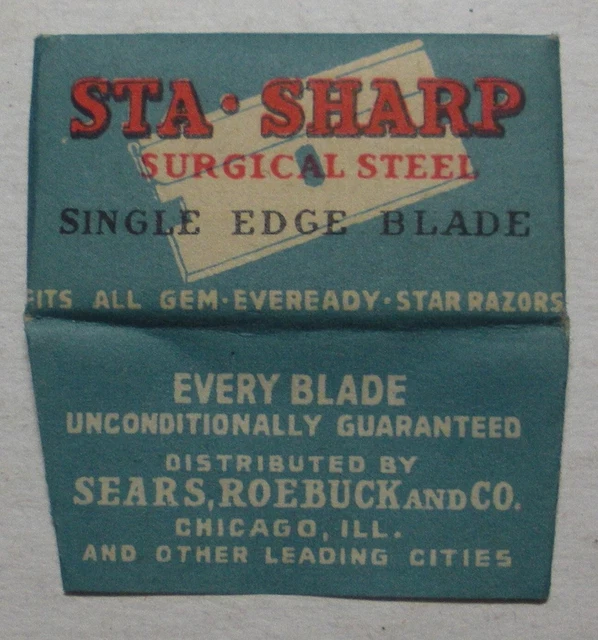 STA·SHARP
SURGICAL STEEL
SINGLE EDGE BLADE
FITS ALL GEM·EVEREADY·STAR RAZORS
EVERY BLADE
UNCONDITIONALLY GUARANTEED
DISTRIBUTED BY
SEARS, ROEBUCK AND CO.
CHICAGO, ILL.
AND OTHER LEADING CITIES